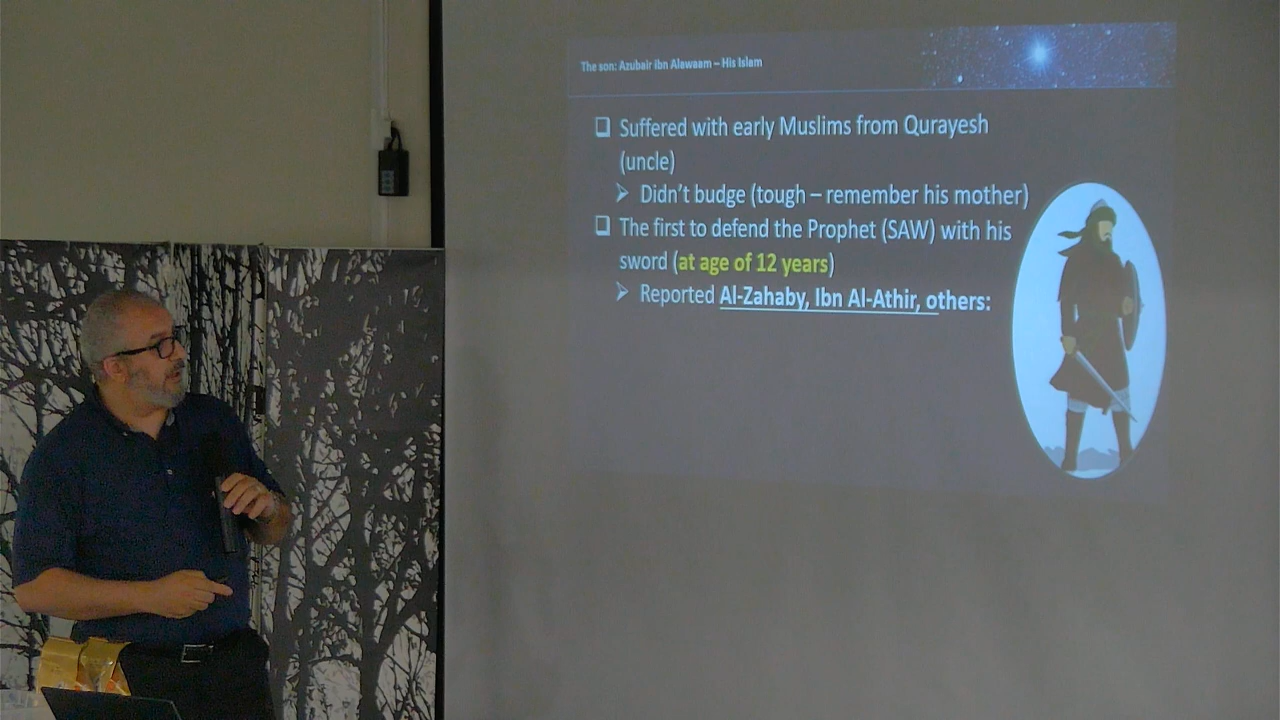 The son: Azubair ibn Alawaam – His Islam
❑ Suffered with early Muslims from Qurayesh
(uncle)
➢ Didn't budge (tough – remember his mother)
❑ The first to defend the Prophet (SAW) with his
sword (at age of 12 years)
➢ Reported Al-Zahaby, Ibn Al-Athir, others: